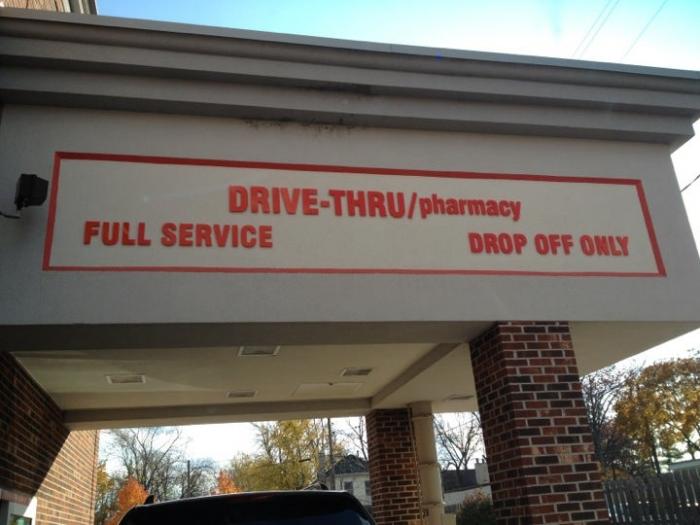 DRIVE-THRU/pharmacy
FULL SERVICE
DROP OFF ONLY